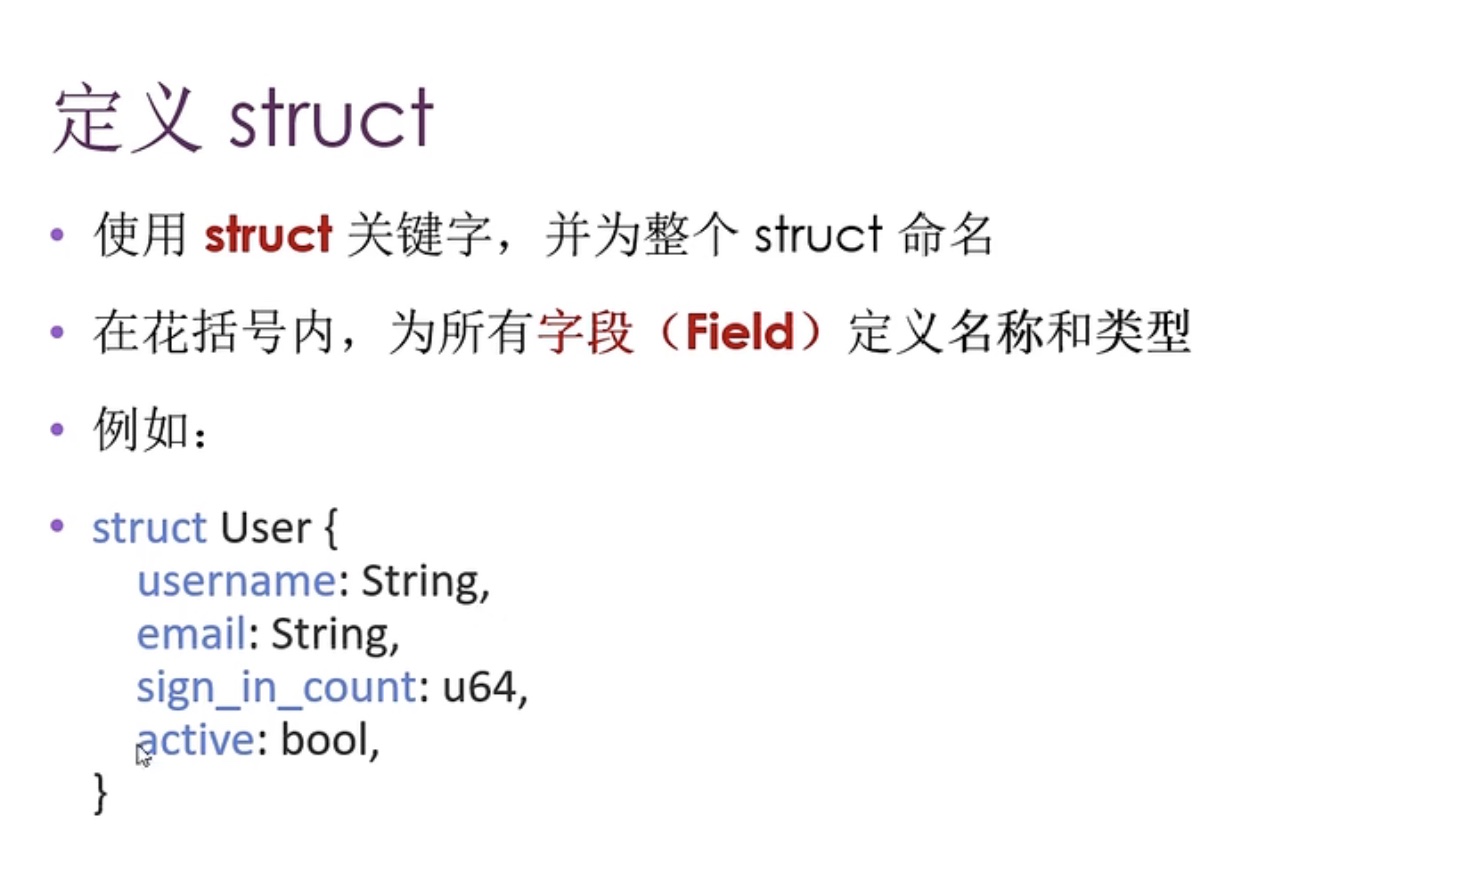 定义 struct
• 使用 struct 关键字，并为整个 struct 命名
• 在花括号内，为所有字段（Field）定义名称和类型
• 例如：
• struct User {
username: String,
email: String,
sign_in_count: u64,
active: bool,
}